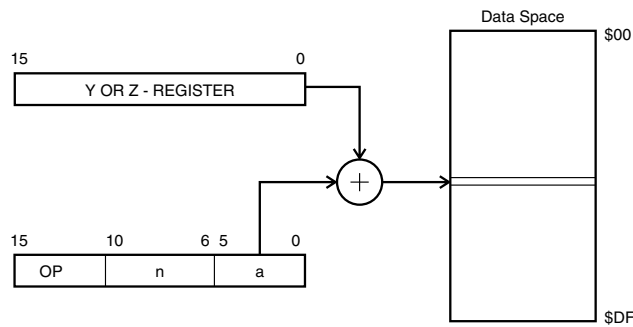 Data Space
$00
15 0
Y OR Z - REGISTER
+
15 10 6 5 0
OP n a
$DF